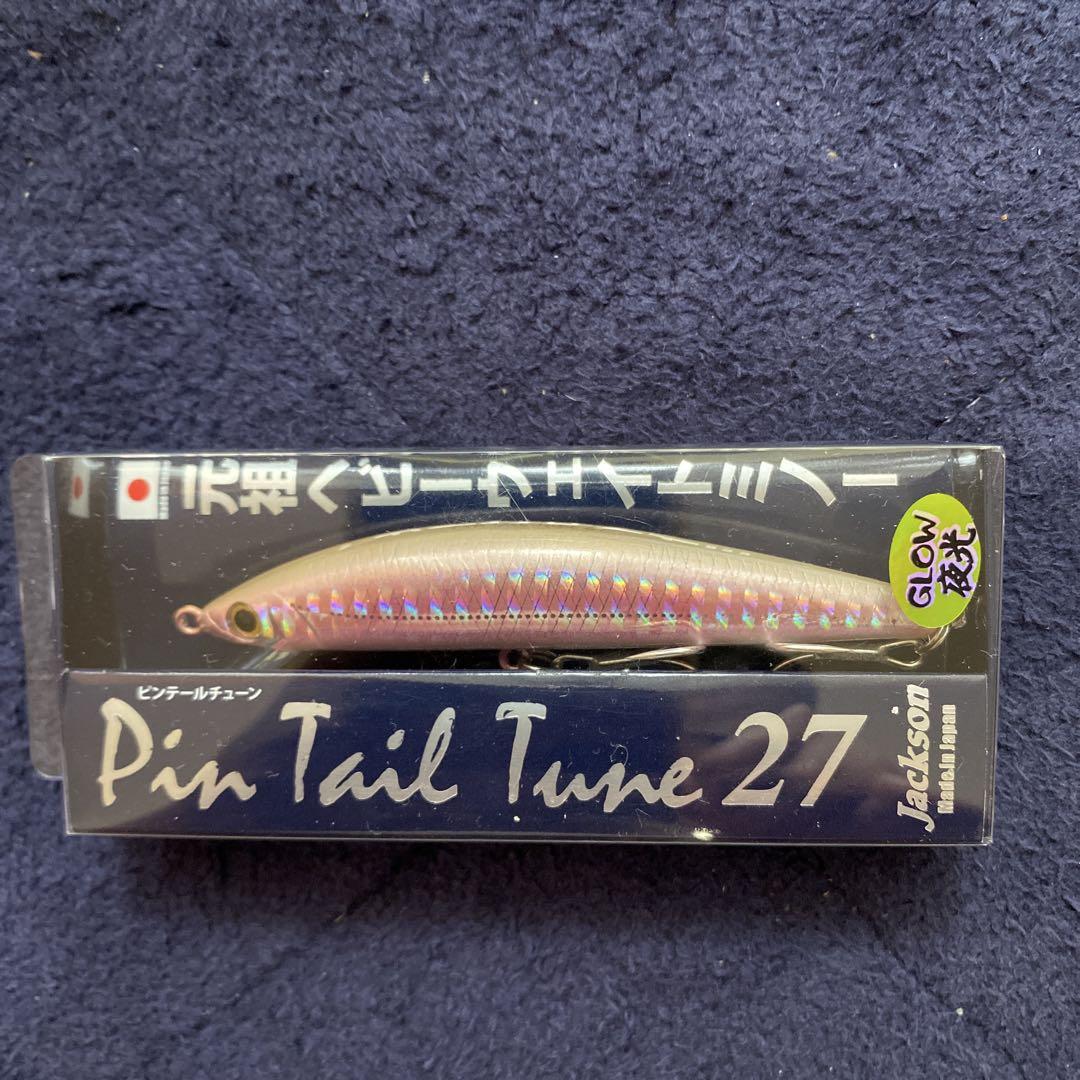 元祖ヘビーウェイトミノー
GLOW
夜光
ピンテールチューン
Pin Tail Tune 27
Jackson
Made in Japan